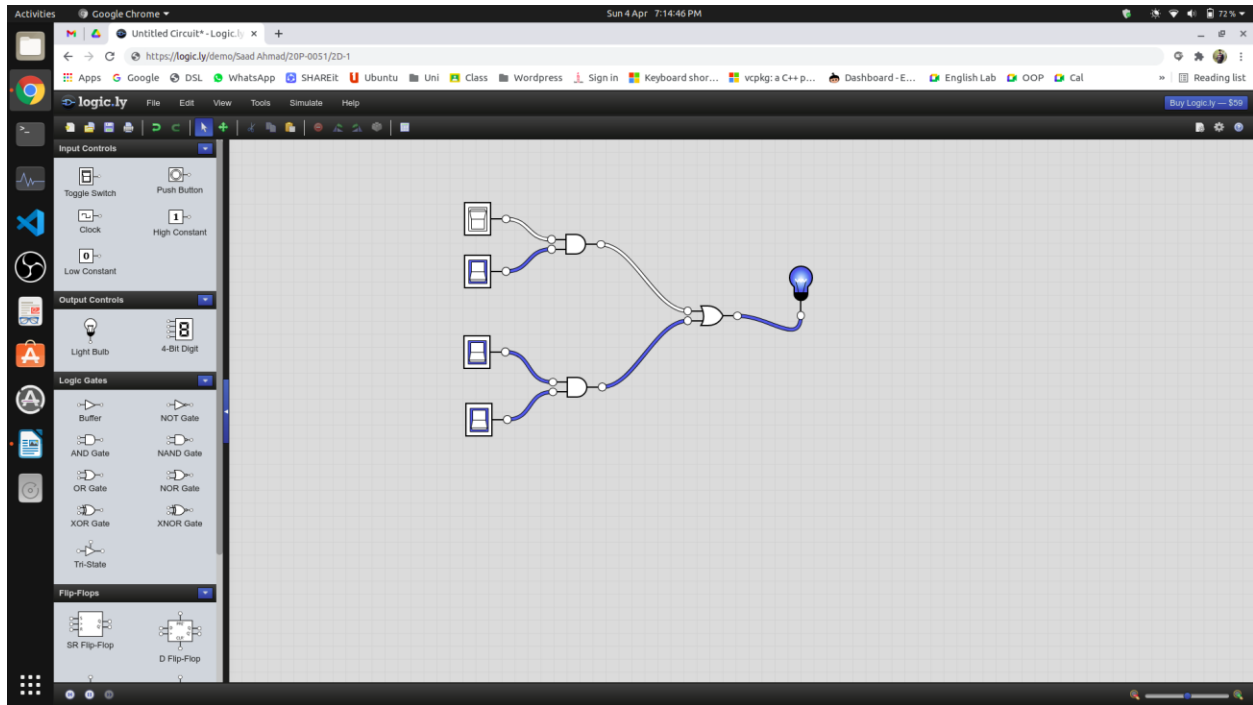 Activities
Google Chrome
Sun 4 Apr 7:14:46 PM
72 %
Untitled Circuit* - Logic.ly
https://logic.ly/demo/Saad Ahmad/20P-0051/2D-1
Apps Google DSL WhatsApp SHAREit Ubuntu Uni Class Wordpress Sign in Keyboard shor... vcpkg: a C++ p... Dashboard - E... English Lab OOP Cal » Reading list
logic.ly File Edit View Tools Simulate Help Buy Logic.ly — $59
Input Controls
Toggle Switch Push Button
1
Clock High Constant
0
Low Constant
Output Controls
8
Light Bulb 4-Bit Digit
Logic Gates
Buffer NOT Gate
AND Gate NAND Gate
OR Gate NOR Gate
XOR Gate XNOR Gate
Tri-State
Flip-Flops
SR Flip-Flop
D Flip-Flop